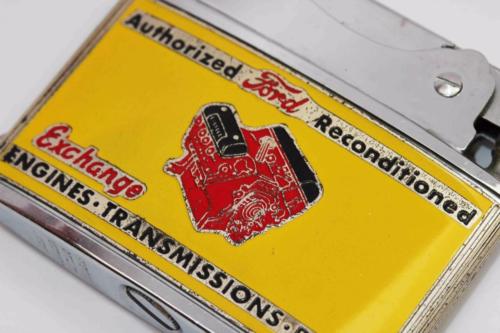 Authorized Ford Reconditioned
Exchange
ENGINES · TRANSMISSIONS ·